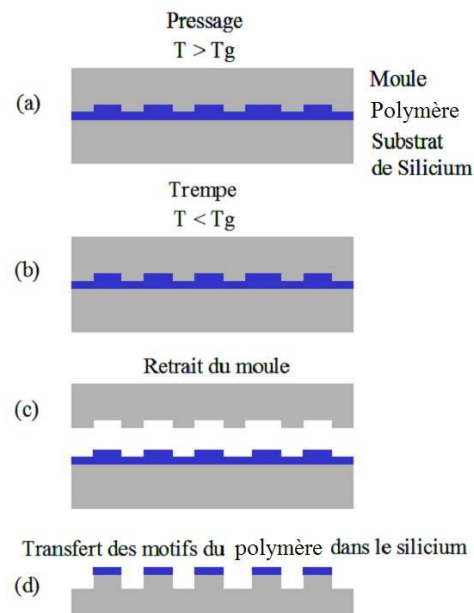 Pressage
T > Tg
(a)
Moule
Polymère
Substrat
de Silicium
Trempe
T < Tg
(b)
Retrait du moule
(c)
Transfert des motifs du polymère dans le silicium
(d)